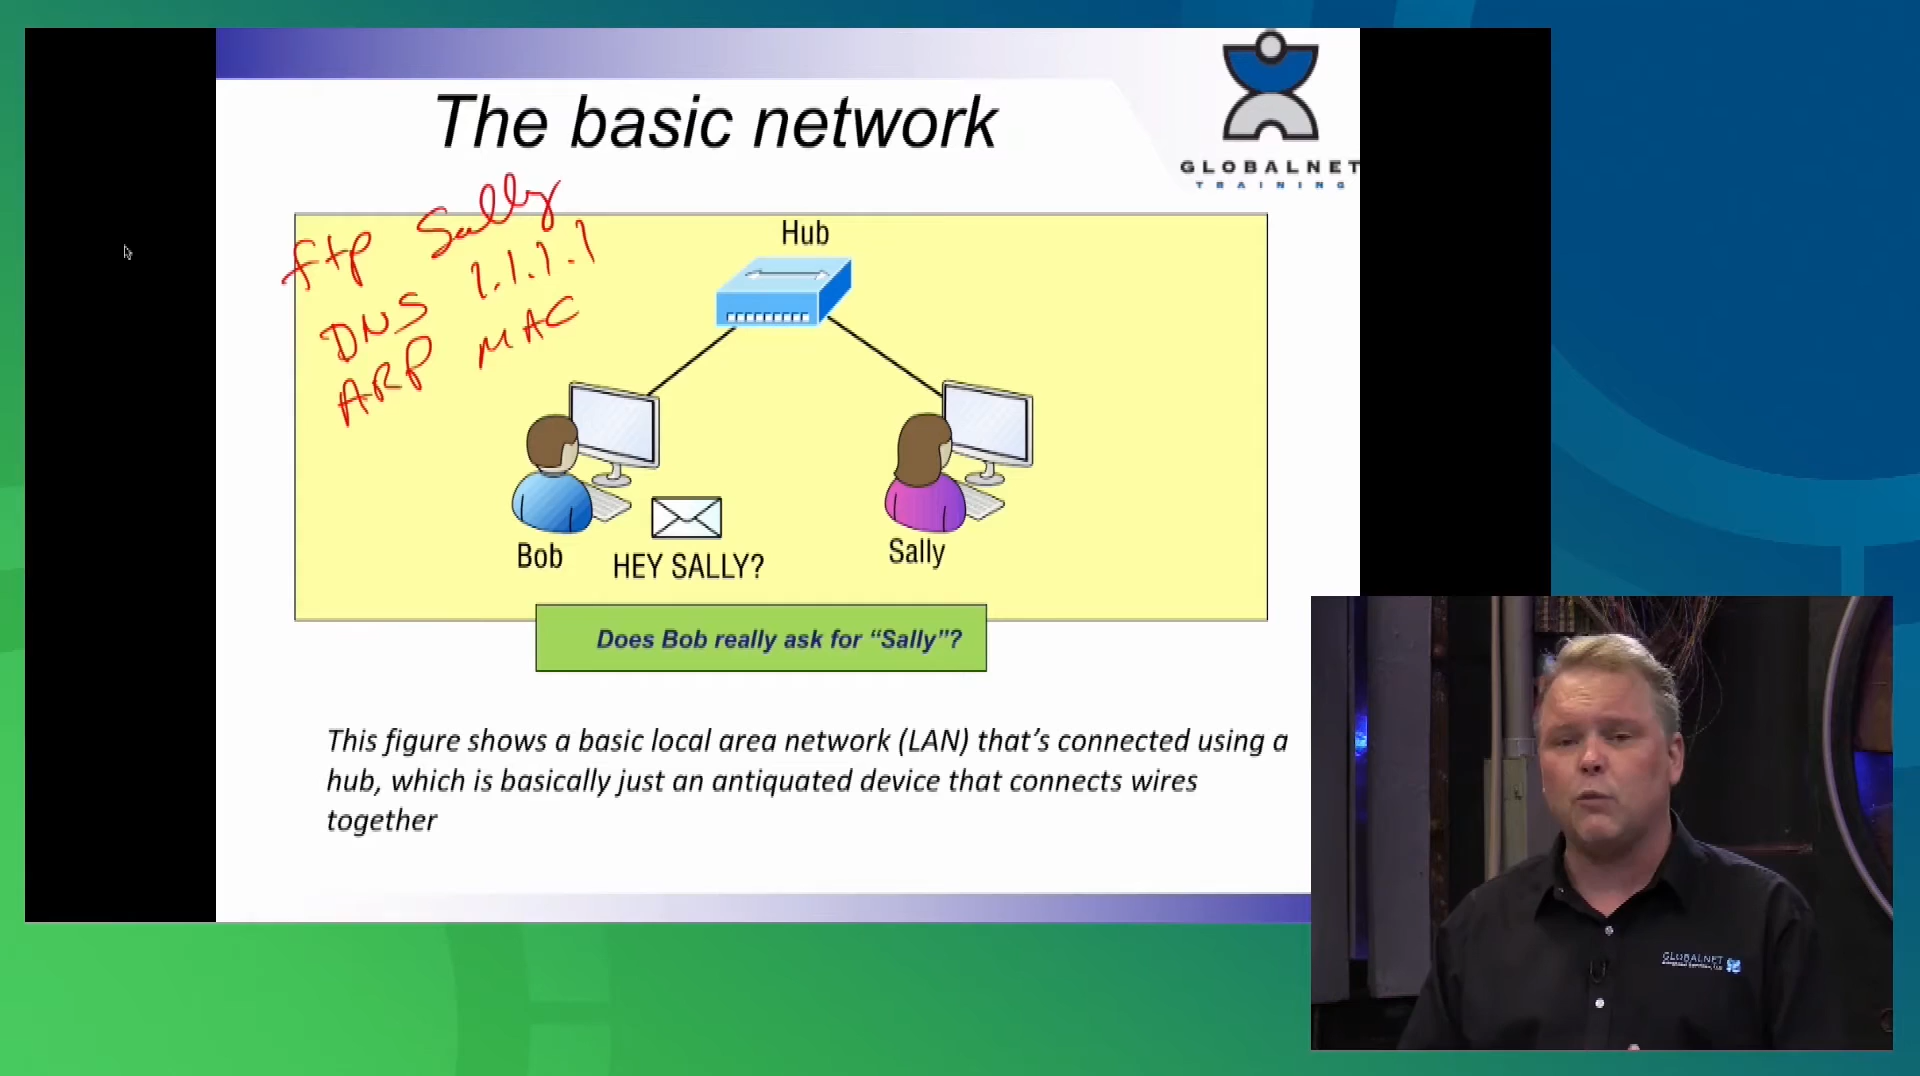 The basic network
GLOBALNET
TRAINING
ftp Sally
DNS 1.1.1.1
ARP MAC
Hub
Bob
HEY SALLY?
Sally
Does Bob really ask for “Sally”?
This figure shows a basic local area network (LAN) that’s connected using a
hub, which is basically just an antiquated device that connects wires
together
GLOBALNET